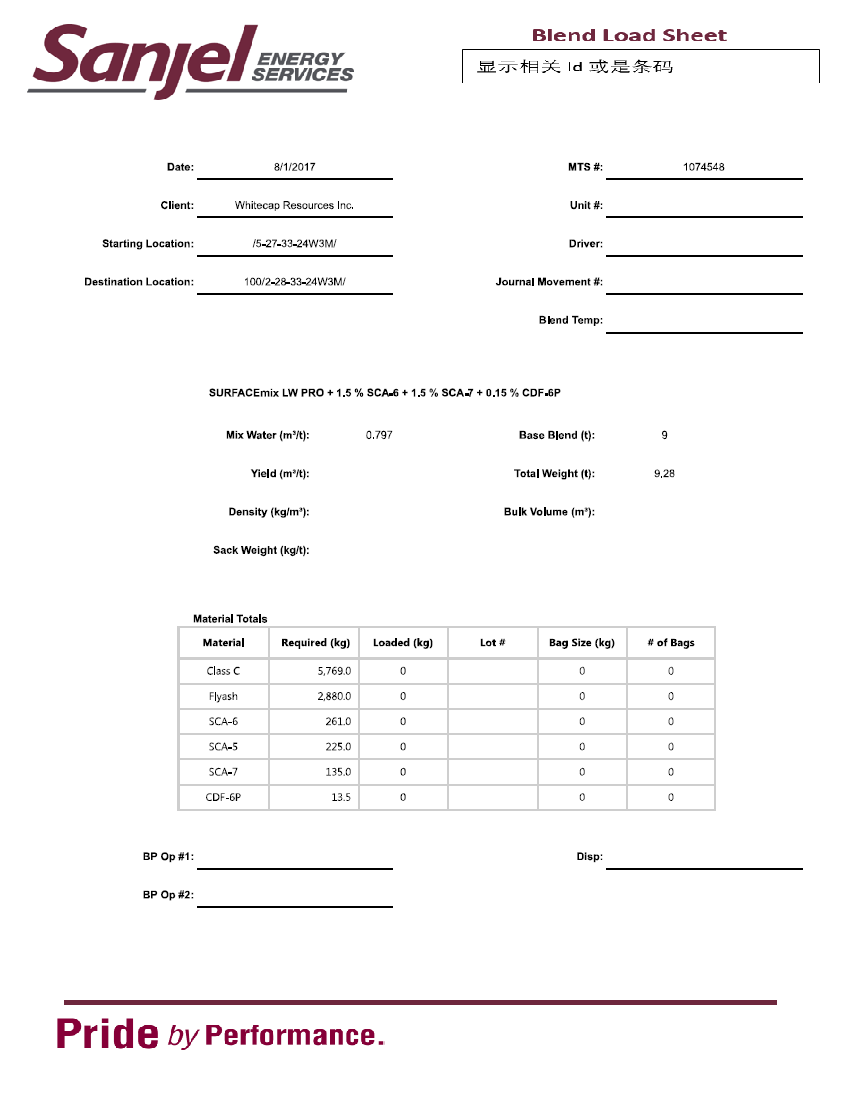 Sanjel ENERGY SERVICES
Blend Load Sheet
显示相关 Id 或是条码
Date: 8/1/2017 MTS #: 1074548
Client: Whitecap Resources Inc. Unit #:
Starting Location: /5-27-33-24W3M/ Driver:
Destination Location: 100/2-28-33-24W3M/ Journal Movement #:
Blend Temp:
SURFACEmix LW PRO + 1.5 % SCA-6 + 1.5 % SCA-7 + 0.15 % CDF-6P
Mix Water (m³/t): 0.797 Base Blend (t): 9
Yield (m³/t): Total Weight (t): 9.28
Density (kg/m³): Bulk Volume (m³):
Sack Weight (kg/t):
Material Totals
Material Required (kg) Loaded (kg) Lot # Bag Size (kg) # of Bags
Class C 5,769.0 0 0 0
Flyash 2,880.0 0 0 0
SCA-6 261.0 0 0 0
SCA-5 225.0 0 0 0
SCA-7 135.0 0 0 0
CDF-6P 13.5 0 0 0
BP Op #1: Disp:
BP Op #2:
Pride by Performance.